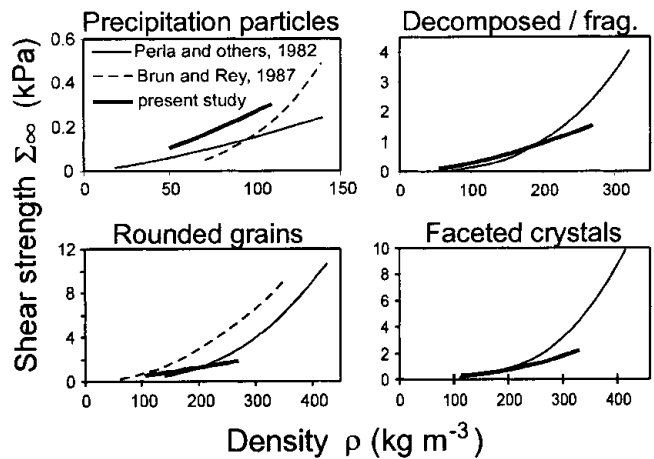 Precipitation particles
Decomposed / frag.
Perla and others, 1982
Brun and Rey, 1987
present study
0.6
0.4
0.2
0
0 50 100 150
4
3
2
1
0
0 100 200 300
Rounded grains
Faceted crystals
12
8
4
0
0 100 200 300 400
10
8
6
4
2
0
0 100 200 300 400
Shear strength Σ∞ (kPa)
Density ρ (kg m⁻³)